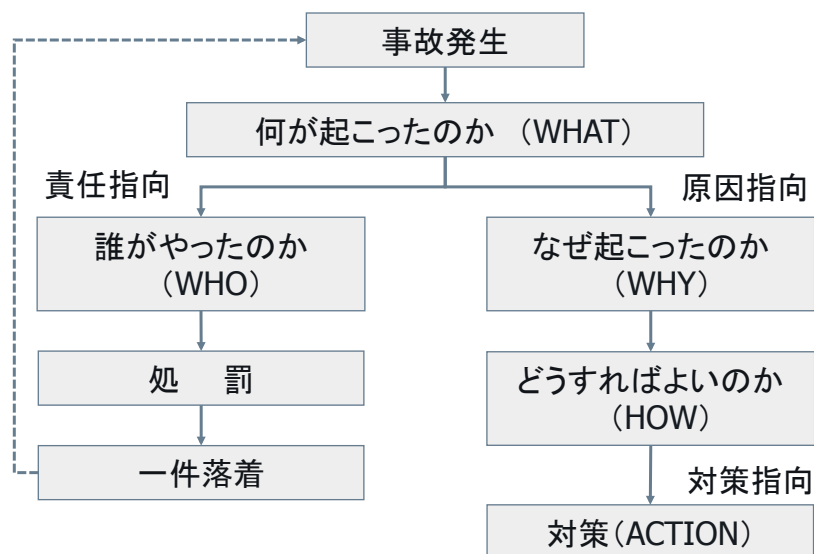 事故発生
何が起こったのか （WHAT）
責任指向
原因指向
誰がやったのか
（WHO）
なぜ起こったのか
（WHY）
処　罰
どうすればよいのか
（HOW）
一件落着
対策指向
対策（ACTION）